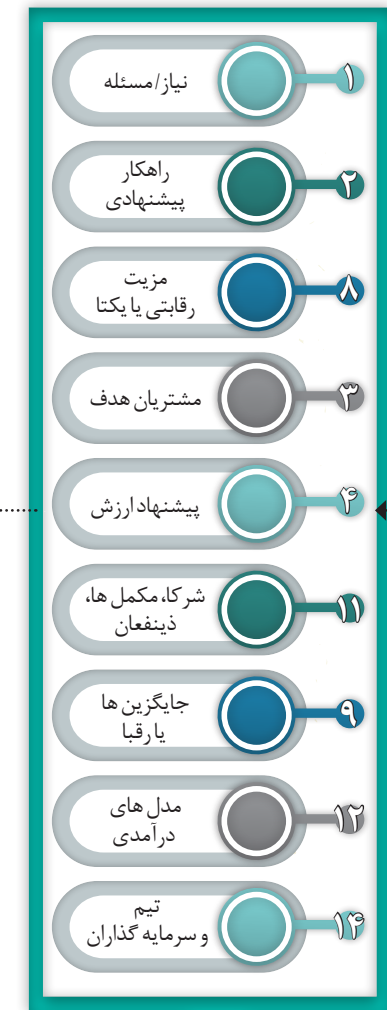 ۱
نیاز/مسئله
۲
راهکار
پیشنهادی
۸
مزیت
رقابتی یا یکتا
۳
مشتریان هدف
۴
پیشنهاد ارزش
۱۱
شرکا، مکمل ها،
ذینفعان
۹
جایگزین ها
یا رقبا
۱۲
مدل های
درآمدی
۱۴
تیم
و سرمایه گذاران